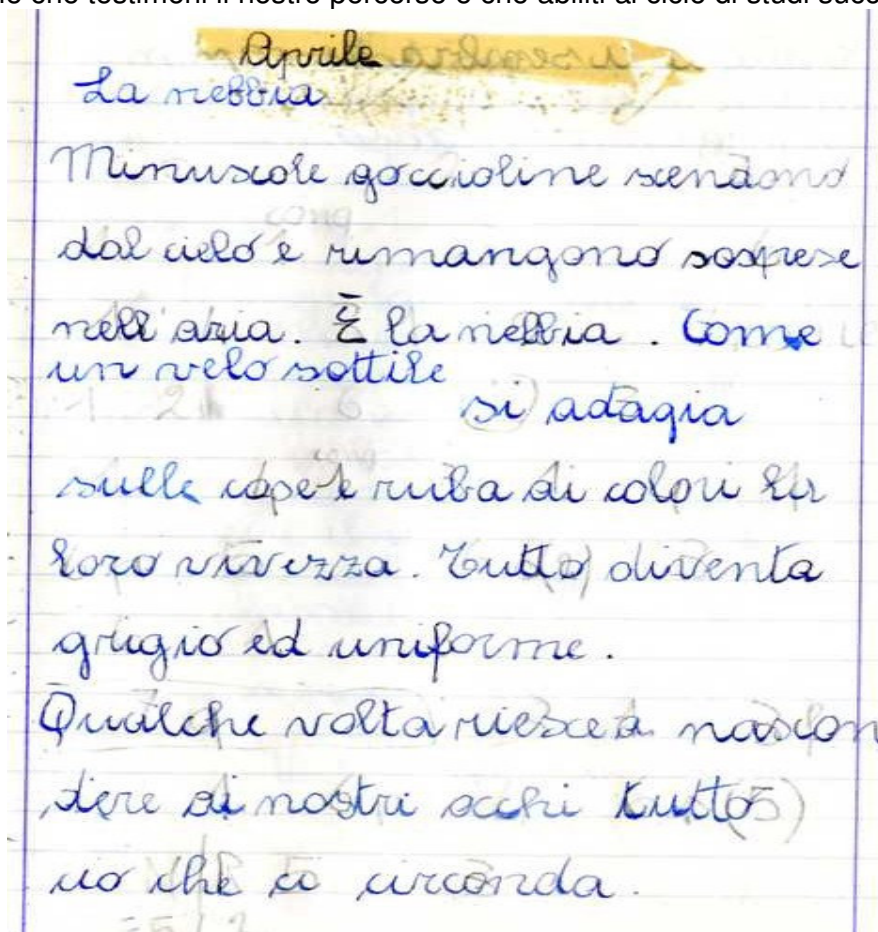 Aprile
La nebbia
Minuscole goccioline scendono
dal cielo e rimangono sospese
nell'aria. È la nebbia. Come
un velo sottile
si adagia
sulle cose e ruba ai colori la
loro vivezza. Tutto diventa
grigio ed uniforme.
Qualche volta riesce a nascon
dere ai nostri occhi tutto
ciò che ci circonda.